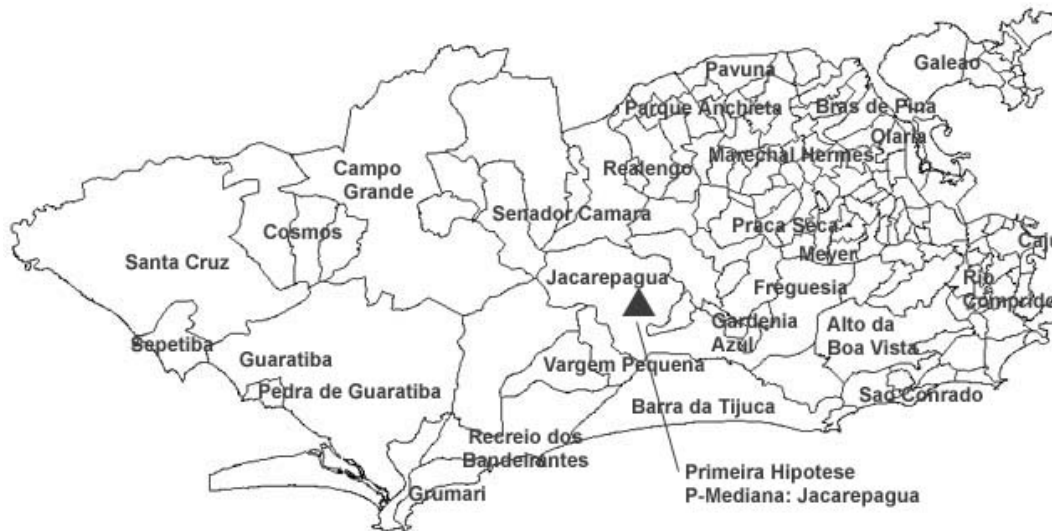 Galeao
Pavuna
Parque Anchieta
Bras de Pina
Olaria
Marechal Hermes
Realengo
Campo
Grande
Senador Camara
Praca Seca
Cosmos
Caju
Meyer
Santa Cruz
Jacarepagua
Freguesia
Rio
Comprido
Gardenia
Azul
Alto da
Boa Vista
Sepetiba
Guaratiba
Vargem Pequena
Pedra de Guaratiba
Sao Conrado
Barra da Tijuca
Recreio dos
Bandeirantes
Grumari
Primeira Hipotese
P-Mediana: Jacarepagua